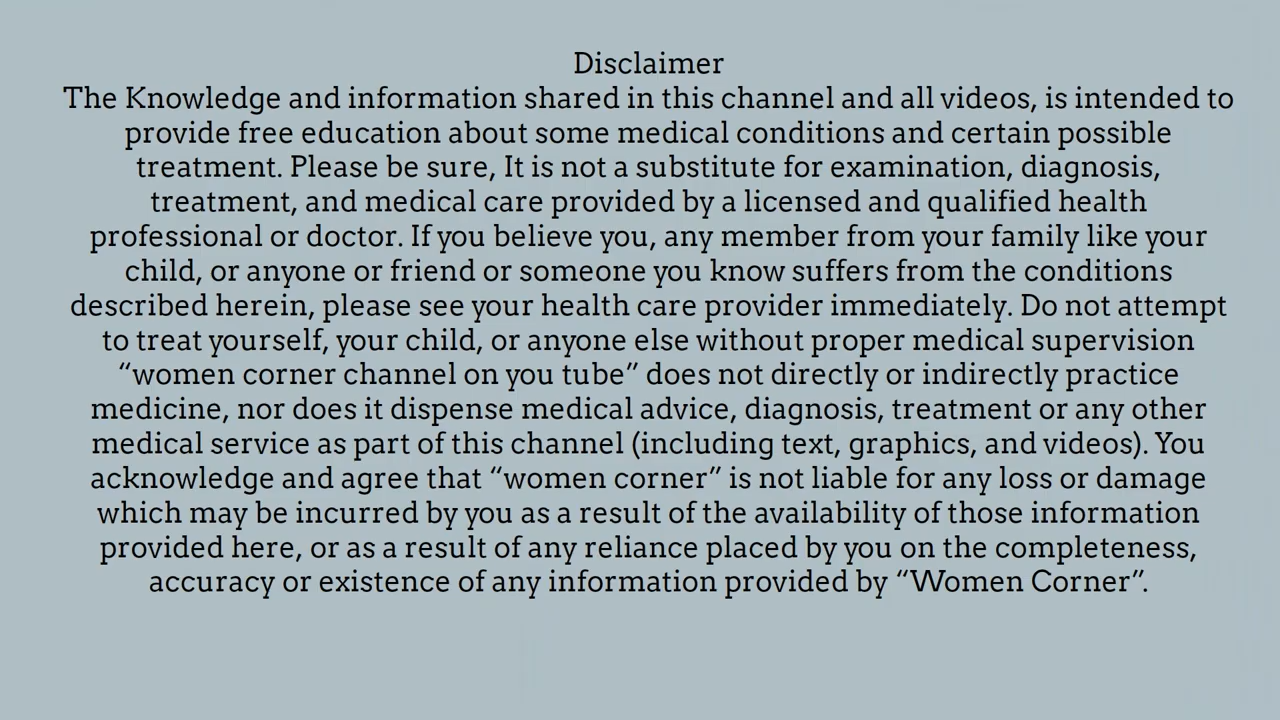 Disclaimer
The Knowledge and information shared in this channel and all videos, is intended to
provide free education about some medical conditions and certain possible
treatment. Please be sure, It is not a substitute for examination, diagnosis,
treatment, and medical care provided by a licensed and qualified health
professional or doctor. If you believe you, any member from your family like your
child, or anyone or friend or someone you know suffers from the conditions
described herein, please see your health care provider immediately. Do not attempt
to treat yourself, your child, or anyone else without proper medical supervision
“women corner channel on you tube” does not directly or indirectly practice
medicine, nor does it dispense medical advice, diagnosis, treatment or any other
medical service as part of this channel (including text, graphics, and videos). You
acknowledge and agree that “women corner” is not liable for any loss or damage
which may be incurred by you as a result of the availability of those information
provided here, or as a result of any reliance placed by you on the completeness,
accuracy or existence of any information provided by “Women Corner”.